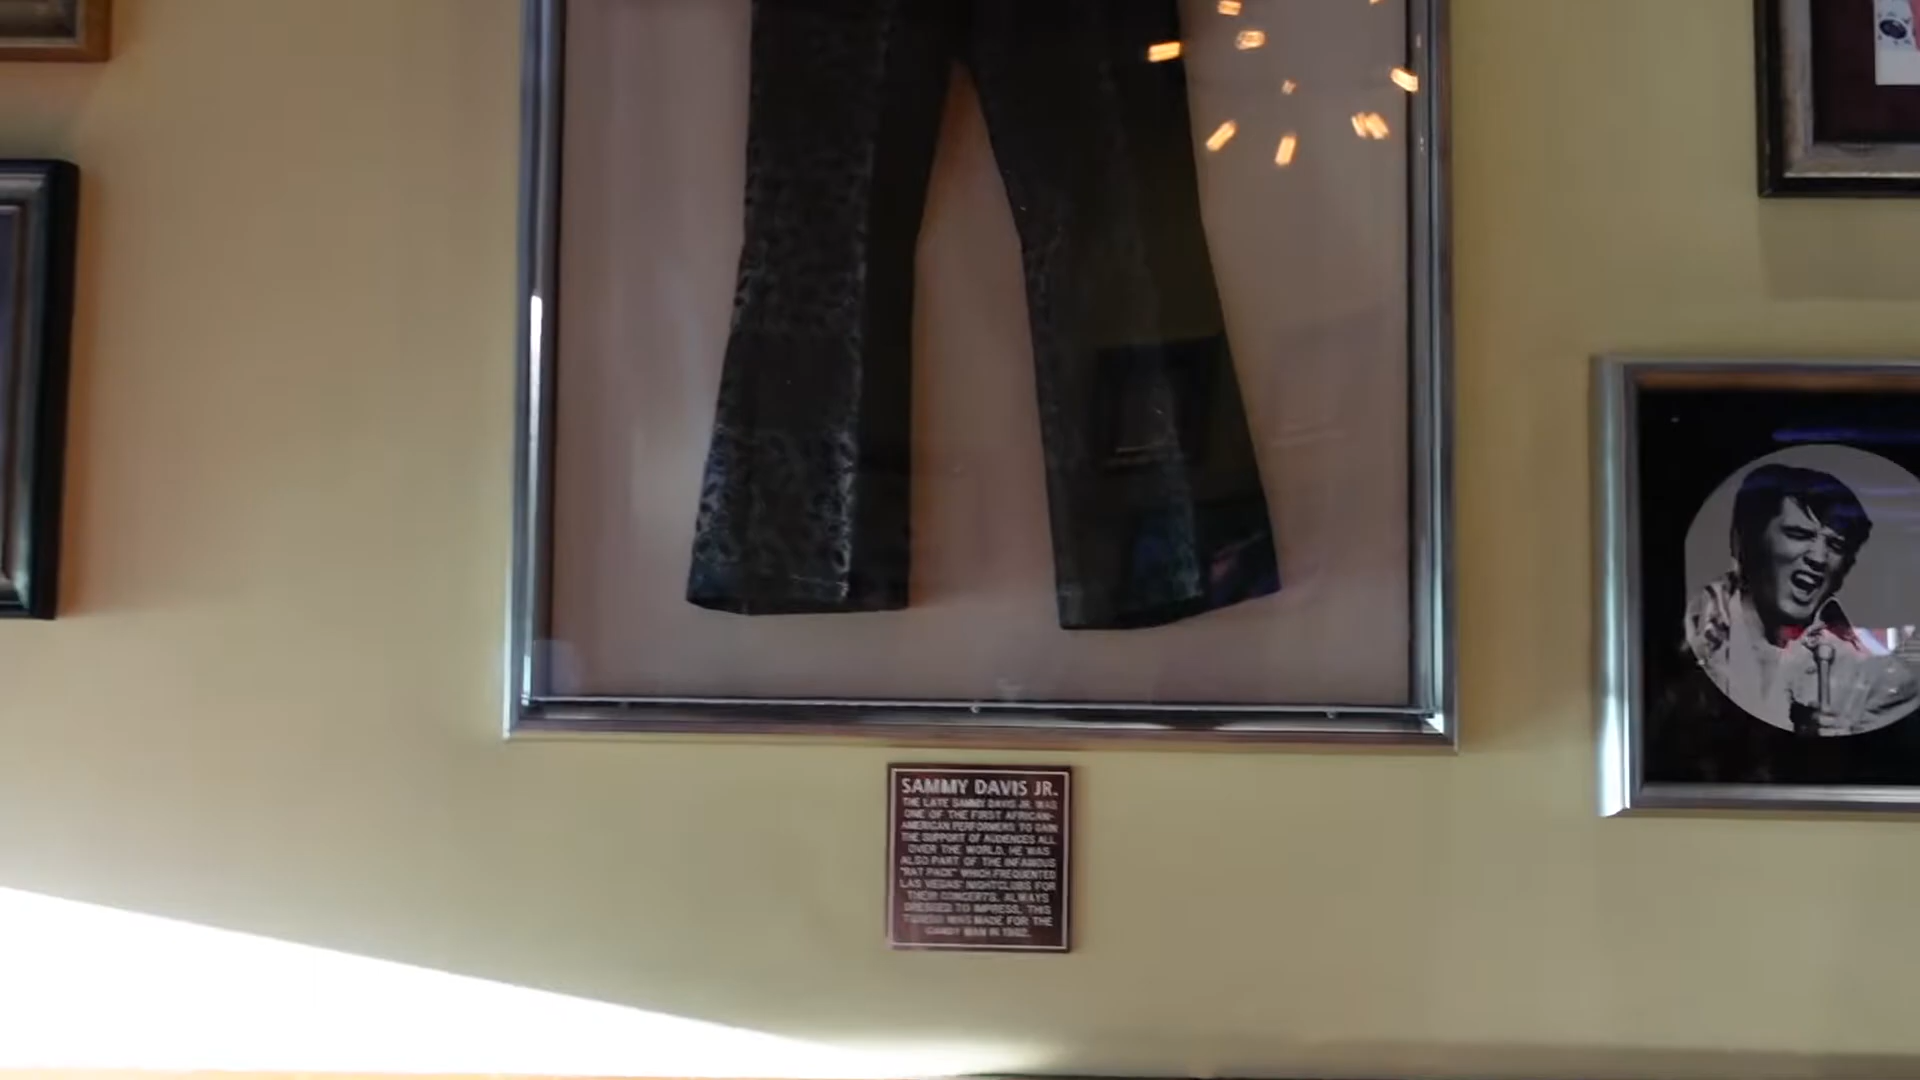 SAMMY DAVIS JR.
THE LATE SAMMY DAVIS JR. WAS
ONE OF THE FIRST AFRICAN-
AMERICAN PERFORMERS TO GAIN
THE SUPPORT OF AUDIENCES ALL
OVER THE WORLD. HE WAS
ALSO PART OF THE INFAMOUS
"RAT PACK" WHICH FREQUENTED
LAS VEGAS' NIGHTCLUBS FOR
THEIR CONCERTS. ALWAYS
DRESSED TO IMPRESS, THIS
TUXEDO WAS MADE FOR THE
CANDY MAN IN